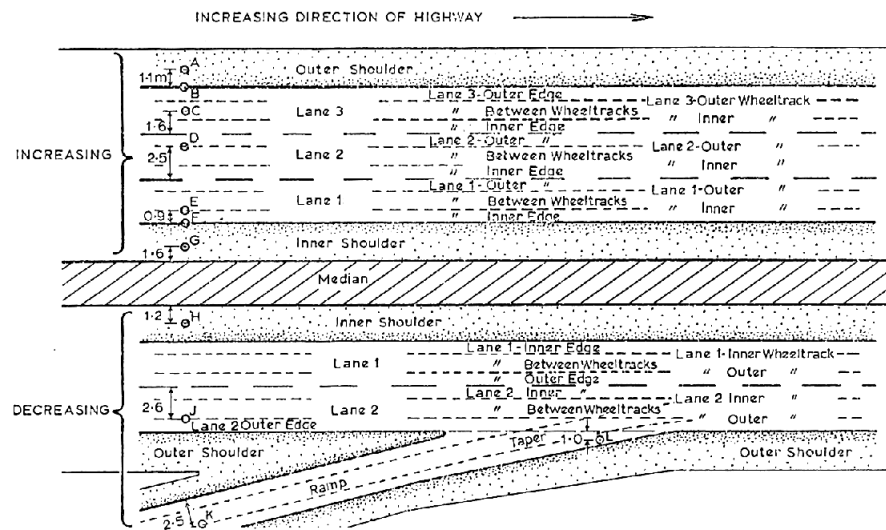 INCREASING DIRECTION OF HIGHWAY
A
1·1m
Outer Shoulder
B
Lane 3-Outer Edge
Lane 3-Outer Wheeltrack
C
Lane 3
" Between Wheeltracks
" Inner "
1·6
" Inner Edge
D
Lane 2-Outer "
Lane 2-Outer "
INCREASING
2·5
Lane 2
" Between Wheeltracks
" Inner "
" Inner Edge
Lane 1-Outer "
Lane 1-Outer "
E
Lane 1
" Between Wheeltracks
" Inner "
0·9
F
" Inner Edge
G
Inner Shoulder
1·6
Median
1·2
H
Inner Shoulder
Lane 1-Inner Edge
Lane 1-Inner Wheeltrack
Lane 1
" Between Wheeltracks
" Outer "
" Outer Edge
Lane 2 Inner "
Lane 2 Inner "
DECREASING
2·6
J
Lane 2
" Between Wheeltracks
" Outer "
Lane 2 Outer Edge
Taper
1·0
L
Outer Shoulder
Outer Shoulder
Ramp
2·5
K